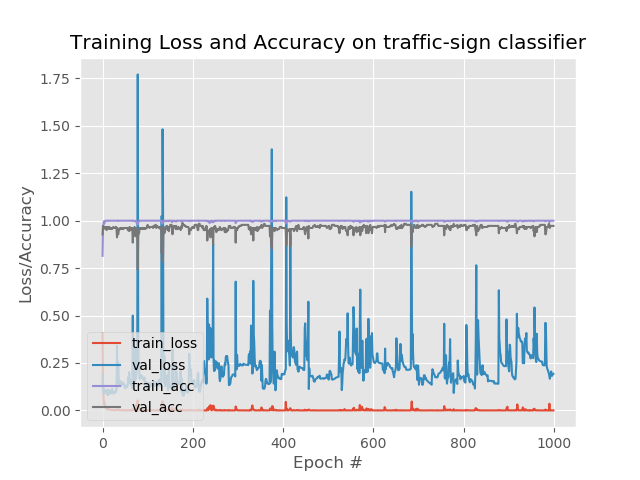 Training Loss and Accuracy on traffic-sign classifier
Loss/Accuracy
1.75
1.50
1.25
1.00
0.75
0.50
0.25
0.00
train_loss
val_loss
train_acc
val_acc
0 200 400 600 800 1000
Epoch #